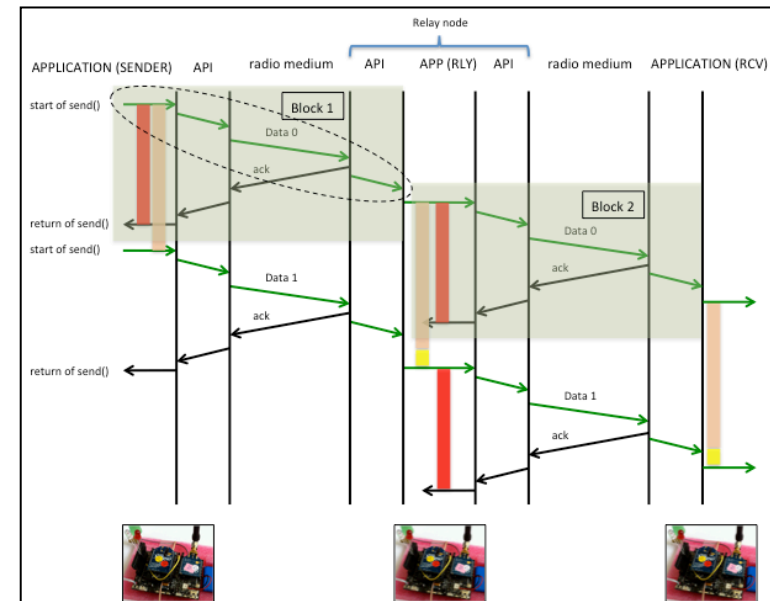 Relay node
APPLICATION (SENDER) API radio medium API APP (RLY) API radio medium APPLICATION (RCV)
start of send()
Block 1
Data 0
ack
return of send()
Block 2
start of send()
Data 0
Data 1
ack
ack
return of send()
Data 1
ack